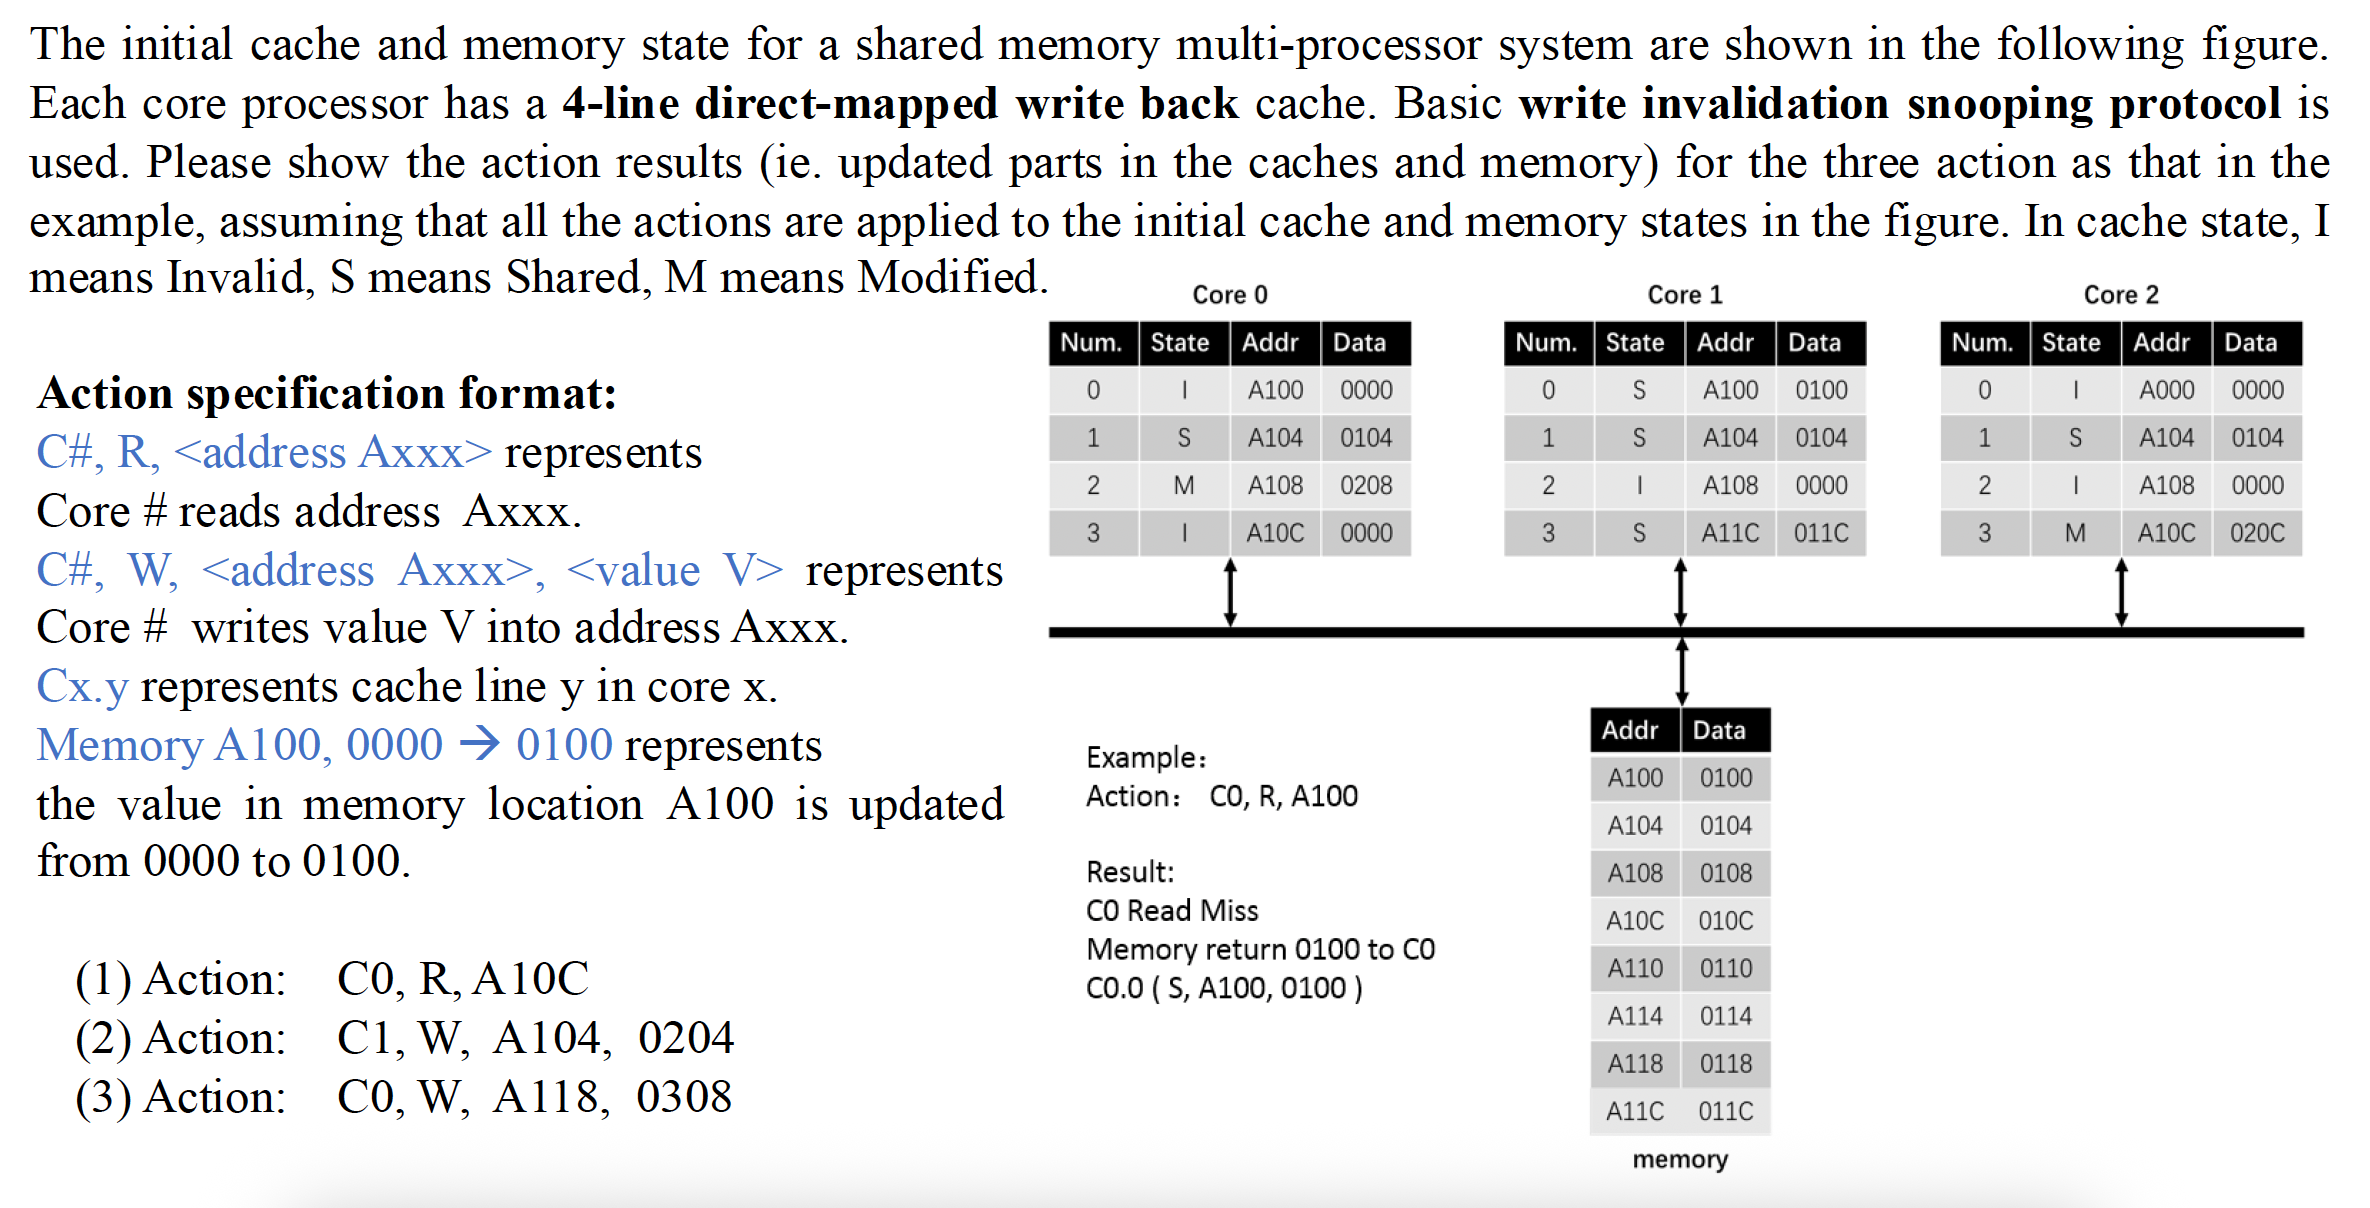 The initial cache and memory state for a shared memory multi-processor system are shown in the following figure.
Each core processor has a 4-line direct-mapped write back cache. Basic write invalidation snooping protocol is
used. Please show the action results (ie. updated parts in the caches and memory) for the three action as that in the
example, assuming that all the actions are applied to the initial cache and memory states in the figure. In cache state, I
means Invalid, S means Shared, M means Modified.
Action specification format:
C#, R, <address Axxx> represents
Core # reads address Axxx.
C#, W, <address Axxx>, <value V> represents
Core # writes value V into address Axxx.
Cx.y represents cache line y in core x.
Memory A100, 0000 → 0100 represents
the value in memory location A100 is updated
from 0000 to 0100.
(1) Action: C0, R, A10C
(2) Action: C1, W, A104, 0204
(3) Action: C0, W, A118, 0308
Core 0
Num. State Addr Data
0 I A100 0000
1 S A104 0104
2 M A108 0208
3 I A10C 0000
Core 1
Num. State Addr Data
0 S A100 0100
1 S A104 0104
2 I A108 0000
3 S A11C 011C
Core 2
Num. State Addr Data
0 I A000 0000
1 S A104 0104
2 I A108 0000
3 M A10C 020C
Example：
Action： C0, R, A100
Result:
C0 Read Miss
Memory return 0100 to C0
C0.0 ( S, A100, 0100 )
Addr Data
A100 0100
A104 0104
A108 0108
A10C 010C
A110 0110
A114 0114
A118 0118
A11C 011C
memory